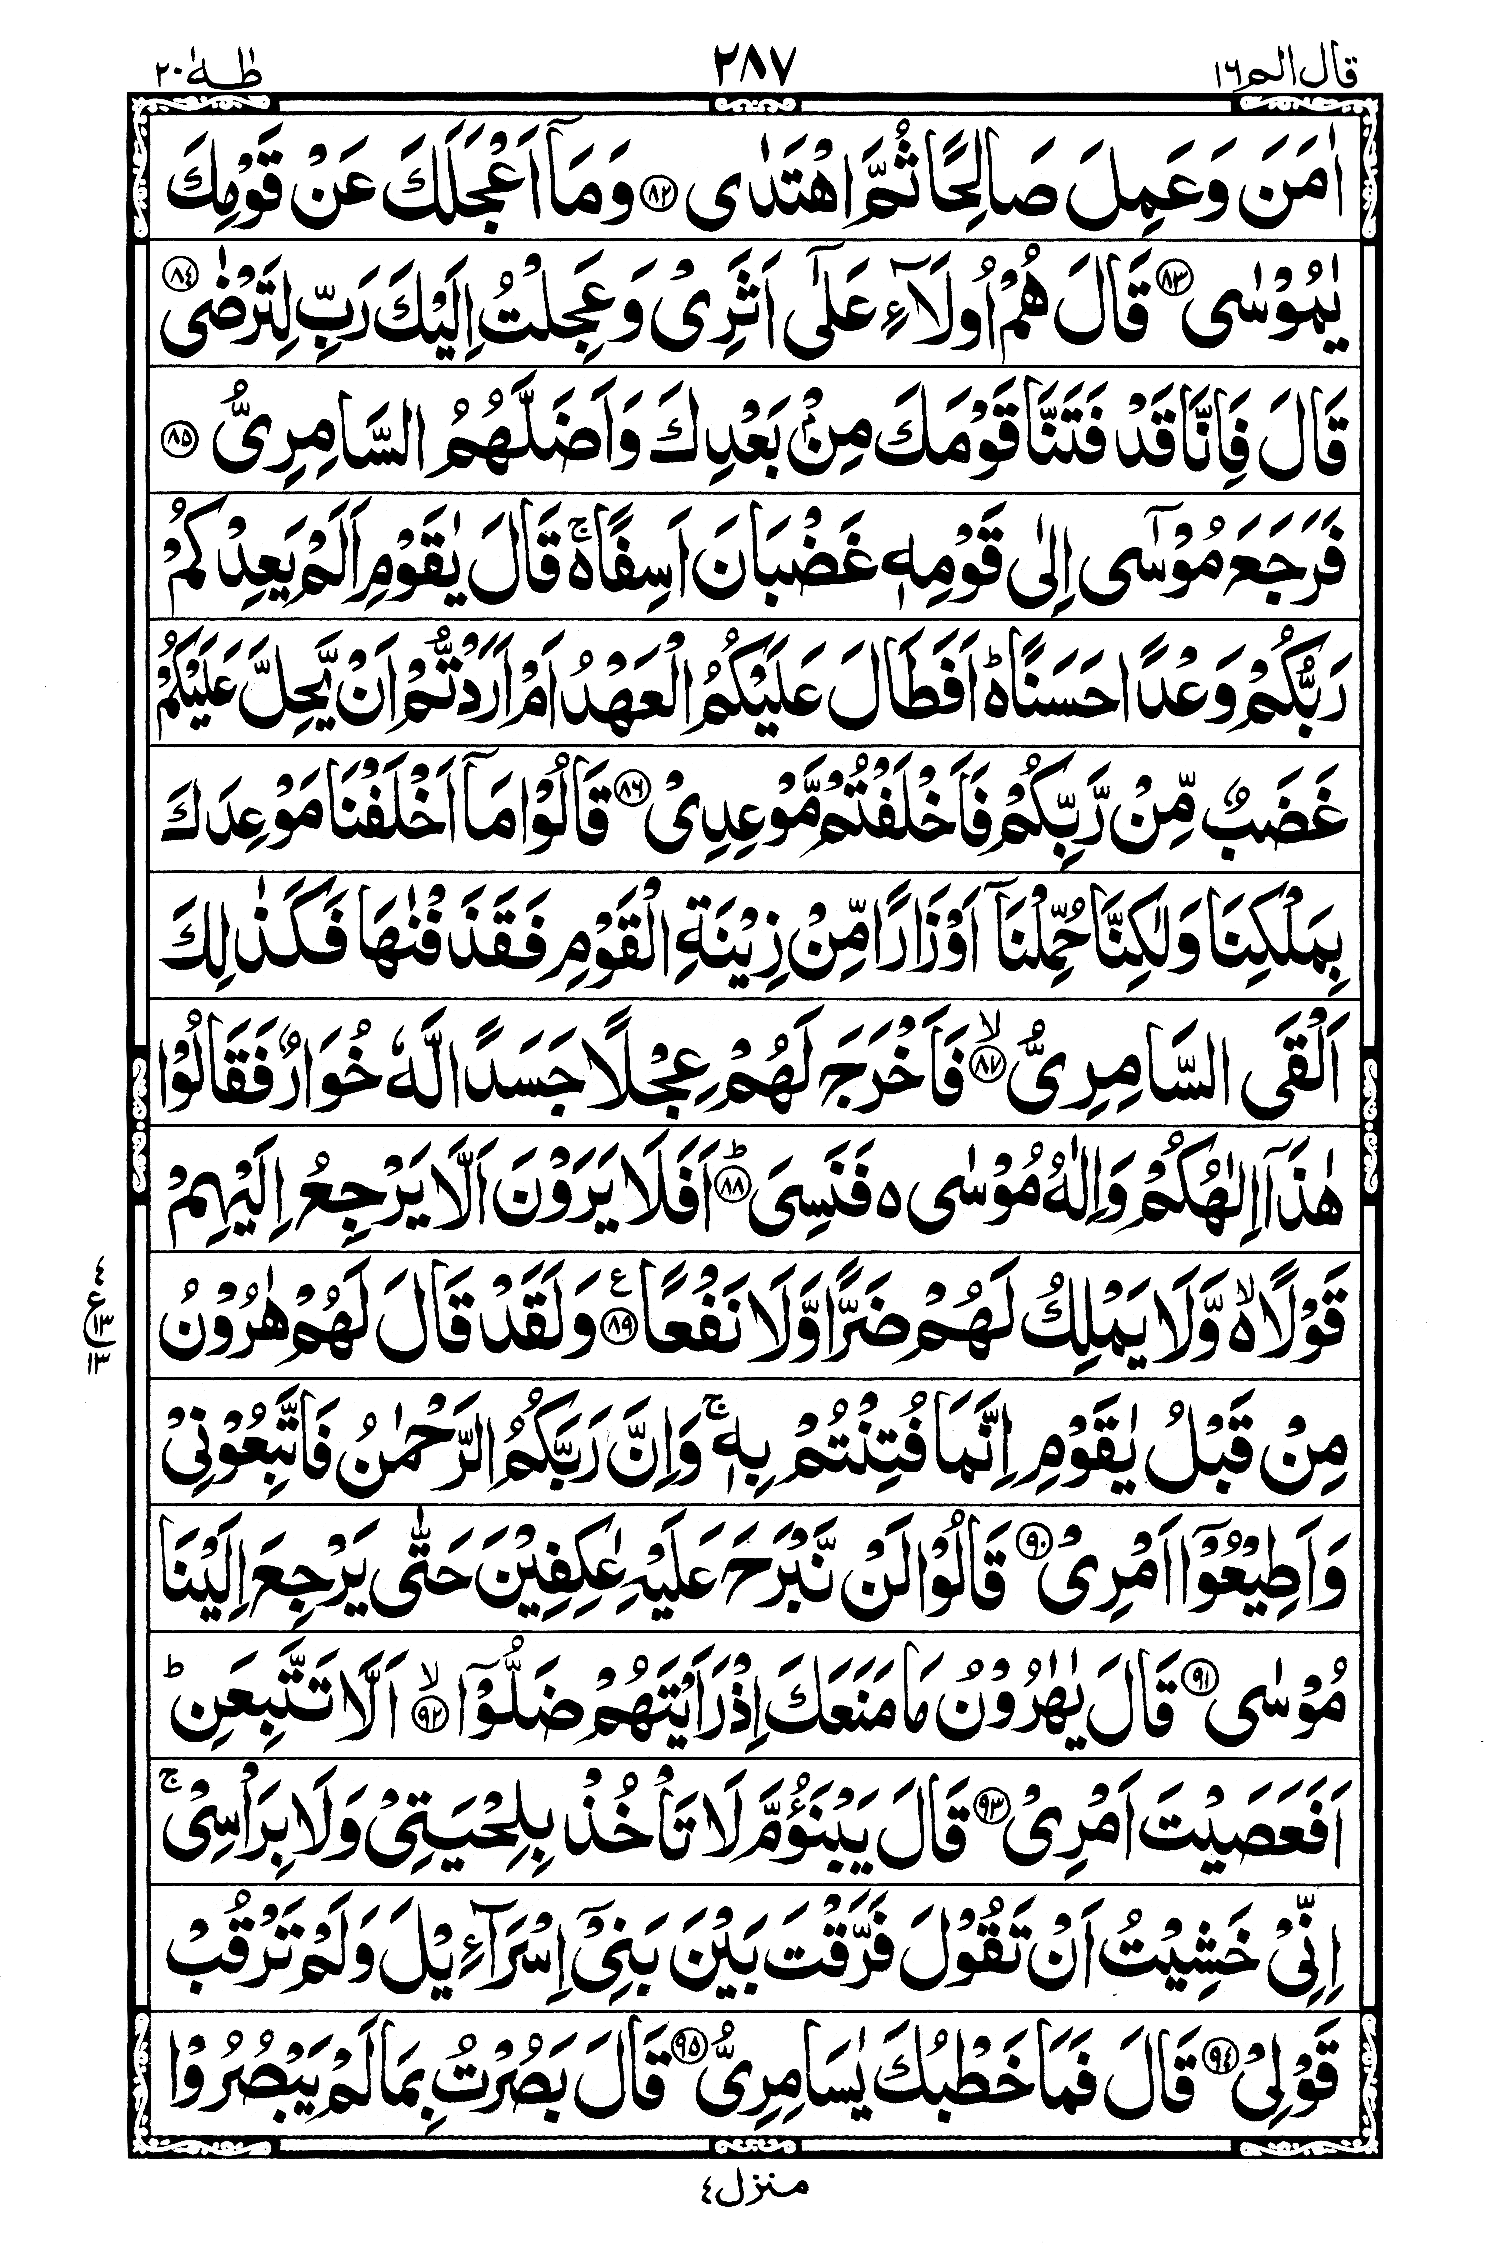 قال الم ١٦
٢٨٧
طٰهٰ ٢٠
اٰمَنَ وَعَمِلَ صَالِحًا ثُمَّ اهْتَدٰى ﴿٨٢﴾ وَمَآ اَعْجَلَكَ عَنْ قَوْمِكَ
يٰمُوْسٰى ﴿٨٣﴾ قَالَ هُمْ اُولَآءِ عَلٰٓى اَثَرِىْ وَعَجِلْتُ اِلَيْكَ رَبِّ لِتَرْضٰى ﴿٨٤﴾
قَالَ فَاِنَّا قَدْ فَتَنَّا قَوْمَكَ مِنْۢ بَعْدِكَ وَاَضَلَّهُمُ السَّامِرِىُّ ﴿٨٥﴾
فَرَجَعَ مُوْسٰٓى اِلٰى قَوْمِهٖ غَضْبَانَ اَسِفًا ە ۚ قَالَ يٰقَوْمِ اَلَمْ يَعِدْكُمْ
رَبُّكُمْ وَعْدًا حَسَنًا ە ؕ اَفَطَالَ عَلَيْكُمُ الْعَهْدُ اَمْ اَرَدْتُّمْ اَنْ يَّحِلَّ عَلَيْكُمْ
غَضَبٌ مِّنْ رَّبِّكُمْ فَاَخْلَفْتُمْ مَّوْعِدِىْ ﴿٨٦﴾ قَالُوْا مَآ اَخْلَفْنَا مَوْعِدَكَ
بِمَلْكِنَا وَلٰكِنَّا حُمِّلْنَآ اَوْزَارًا مِّنْ زِيْنَةِ الْقَوْمِ فَقَذَفْنٰهَا فَكَذٰلِكَ
اَلْقَى السَّامِرِىُّ ﴿٨٧﴾ ۙ فَاَخْرَجَ لَهُمْ عِجْلًا جَسَدًا لَّهٗ خُوَارٌ فَقَالُوْا
هٰذَآ اِلٰهُكُمْ وَاِلٰهُ مُوْسٰى ە فَنَسِىَ ﴿٨٨﴾ ؕ اَفَلَا يَرَوْنَ اَلَّا يَرْجِعُ اِلَيْهِمْ
قَوْلًا ە ۙ وَّلَا يَمْلِكُ لَهُمْ ضَرًّا وَّلَا نَفْعًا ﴿٨٩﴾ ع وَلَقَدْ قَالَ لَهُمْ هٰرُوْنُ
٤
ع ١٣
١٣
مِنْ قَبْلُ يٰقَوْمِ اِنَّمَا فُتِنْتُمْ بِهٖ ۚ وَاِنَّ رَبَّكُمُ الرَّحْمٰنُ فَاتَّبِعُوْنِىْ
وَاَطِيْعُوْٓا اَمْرِىْ ﴿٩٠﴾ قَالُوْا لَنْ نَّبْرَحَ عَلَيْهِ عٰكِفِيْنَ حَتّٰى يَرْجِعَ اِلَيْنَا
مُوْسٰى ﴿٩١﴾ قَالَ يٰهٰرُوْنُ مَا مَنَعَكَ اِذْ رَاَيْتَهُمْ ضَلُّوْٓا ﴿٩٢﴾ ۙ اَلَّا تَتَّبِعَنِ ؕ
اَفَعَصَيْتَ اَمْرِىْ ﴿٩٣﴾ قَالَ يَبْنَؤُمَّ لَا تَاْخُذْ بِلِحْيَتِىْ وَلَا بِرَاْسِىْ ۚ
اِنِّىْ خَشِيْتُ اَنْ تَقُوْلَ فَرَّقْتَ بَيْنَ بَنِىْٓ اِسْرَآءِيْلَ وَلَمْ تَرْقُبْ
قَوْلِىْ ﴿٩٤﴾ قَالَ فَمَا خَطْبُكَ يٰسَامِرِىُّ ﴿٩٥﴾ قَالَ بَصُرْتُ بِمَا لَمْ يَبْصُرُوْا
منزل ٤